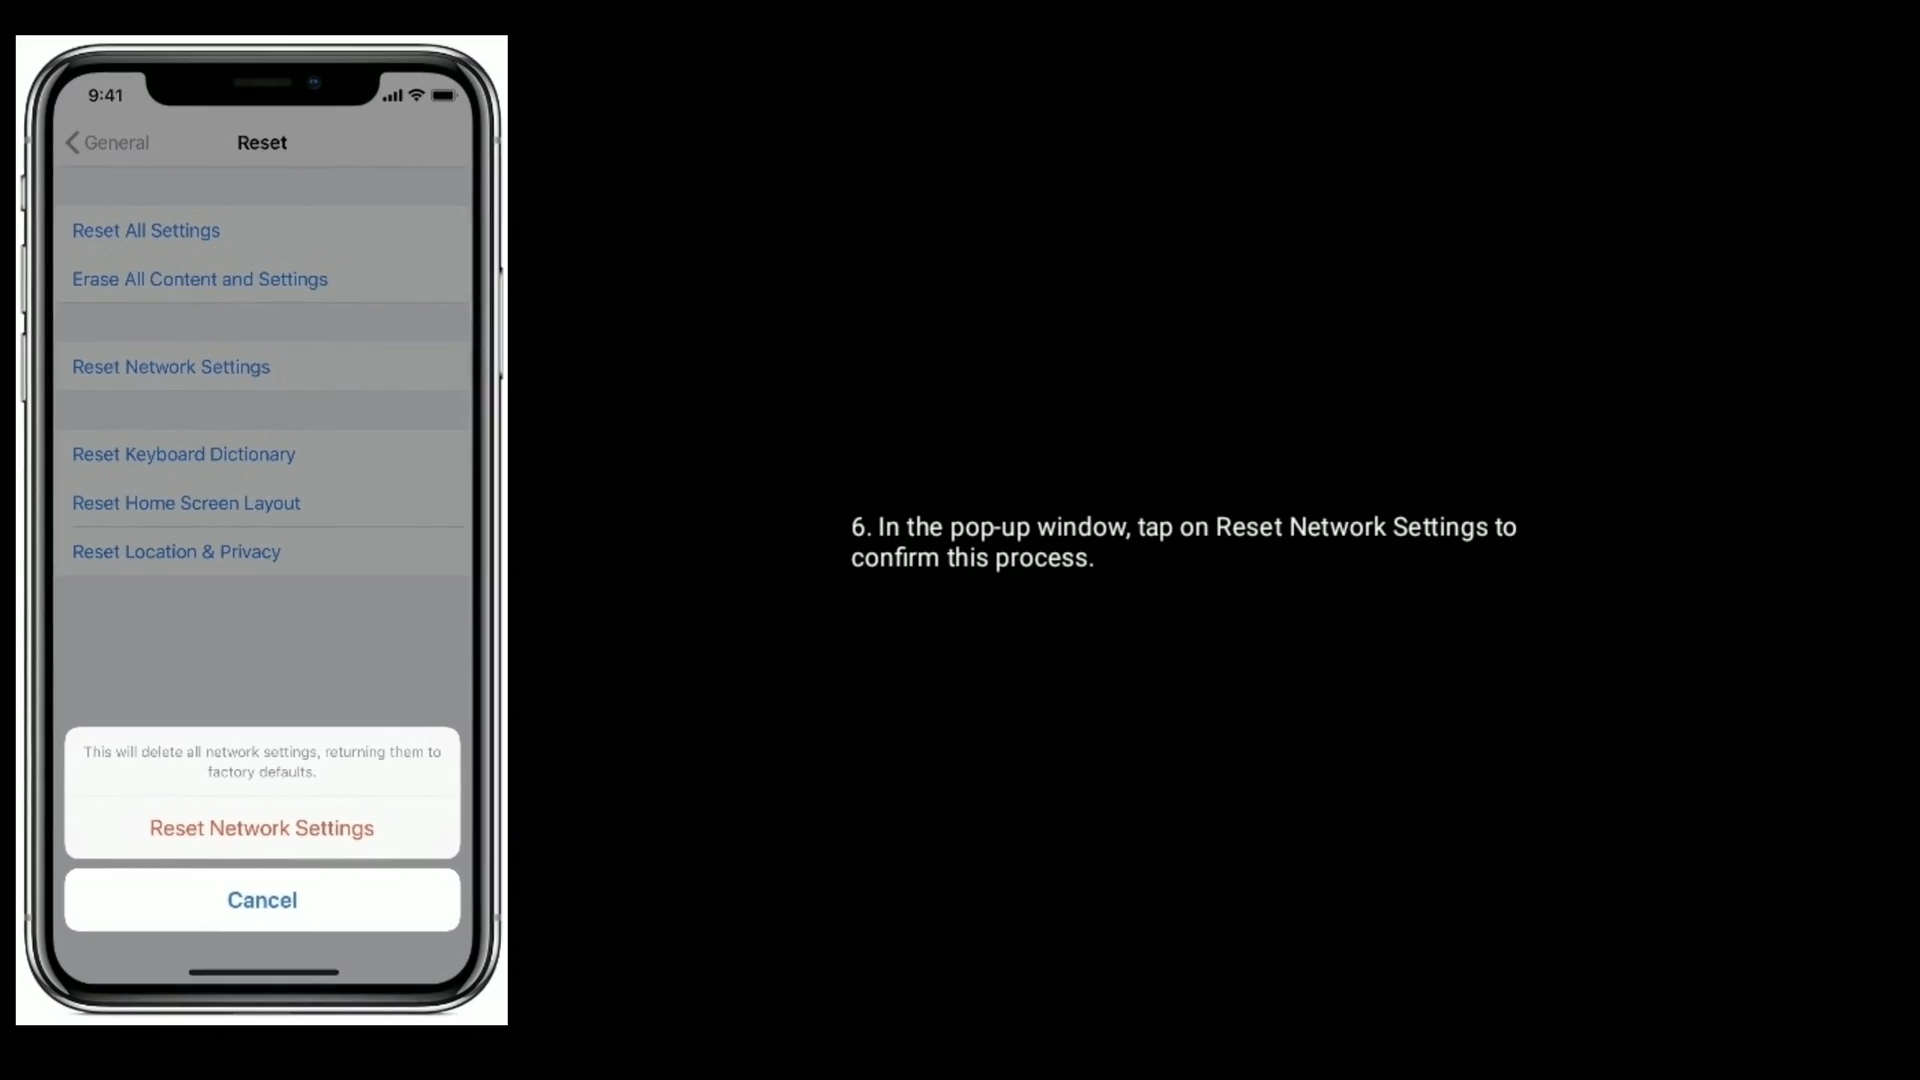 9:41
General
Reset
Reset All Settings
Erase All Content and Settings
Reset Network Settings
Reset Keyboard Dictionary
Reset Home Screen Layout
Reset Location & Privacy
This will delete all network settings, returning them to
factory defaults.
Reset Network Settings
Cancel
6. In the pop-up window, tap on Reset Network Settings to
confirm this process.